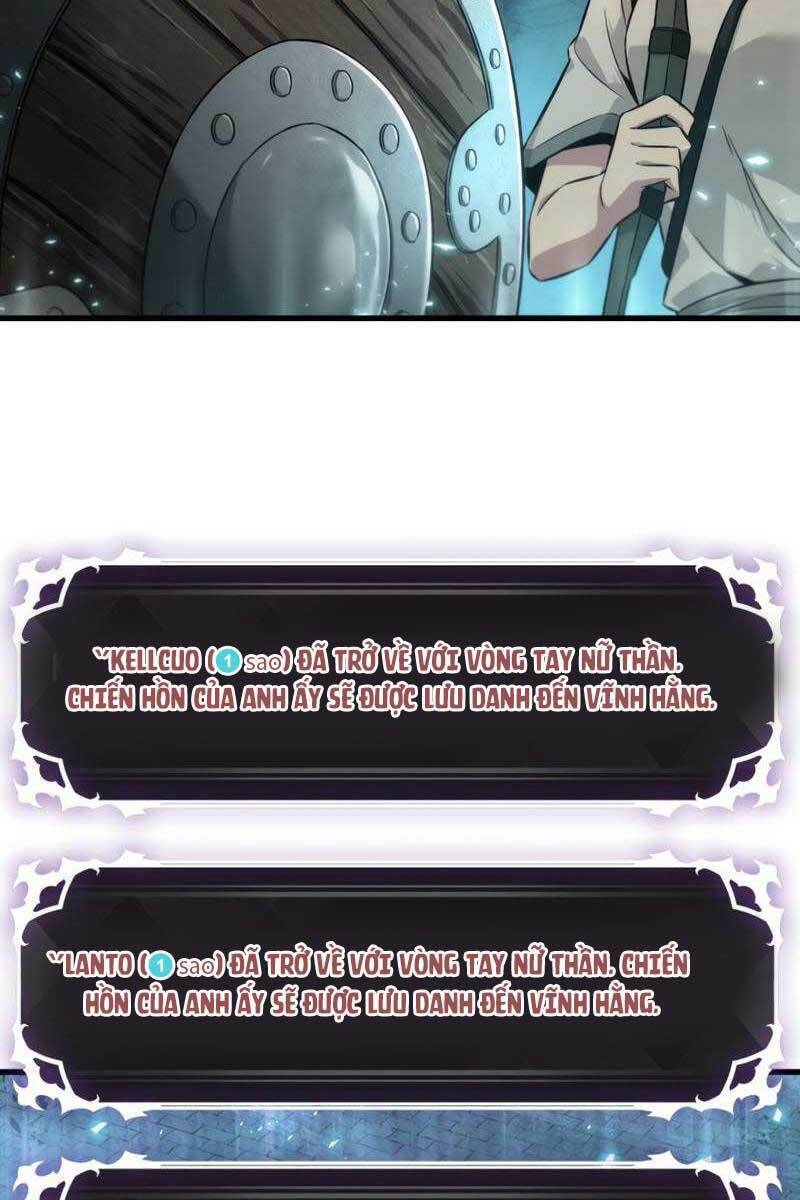 "KELLCUO (1 sao) ĐÃ TRỞ VỀ VỚI VÒNG TAY NỮ THẦN.
CHIẾN HỒN CỦA ANH ẤY SẼ ĐƯỢC LƯU DANH ĐẾN VĨNH HẰNG.
"LANTO (1 sao) ĐÃ TRỞ VỀ VỚI VÒNG TAY NỮ THẦN. CHIẾN
HỒN CỦA ANH ẤY SẼ ĐƯỢC LƯU DANH ĐẾN VĨNH HẰNG.